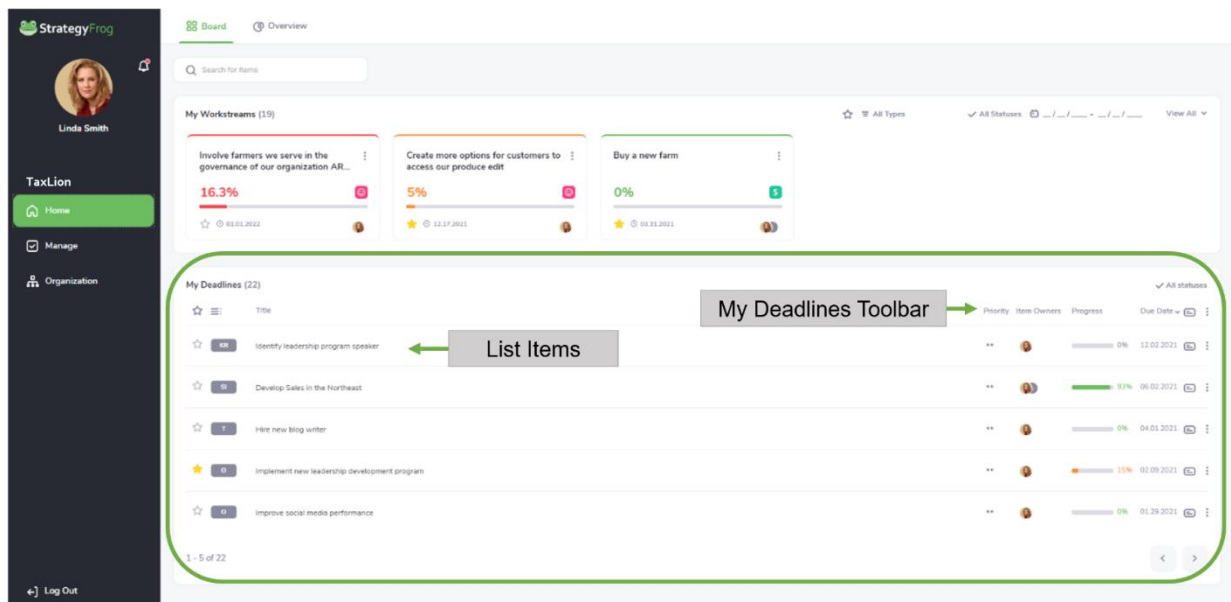 StrategyFrog
Board
Overview
Search for Items
Linda Smith
TaxLion
Home
Manage
Organization
Log Out
My Workstreams (19)
All Types
All Statuses
__/__/____ - __/__/____
View All
Involve farmers we serve in the
governance of our organization AR...
16.3%
03.01.2022
Create more options for customers to
access our produce edit
5%
12.17.2021
Buy a new farm
0%
$
03.31.2021
My Deadlines (22)
All statuses
My Deadlines Toolbar
Title
Priority Item Owners Progress Due Date
List Items
KR Identify leadership program speaker 0% 12.02.2021
SI Develop Sales in the Northeast 93% 06.02.2021
T Hire new blog writer 0% 04.01.2021
O Implement new leadership development program 15% 02.09.2021
O Improve social media performance 0% 01.29.2021
1 - 5 of 22